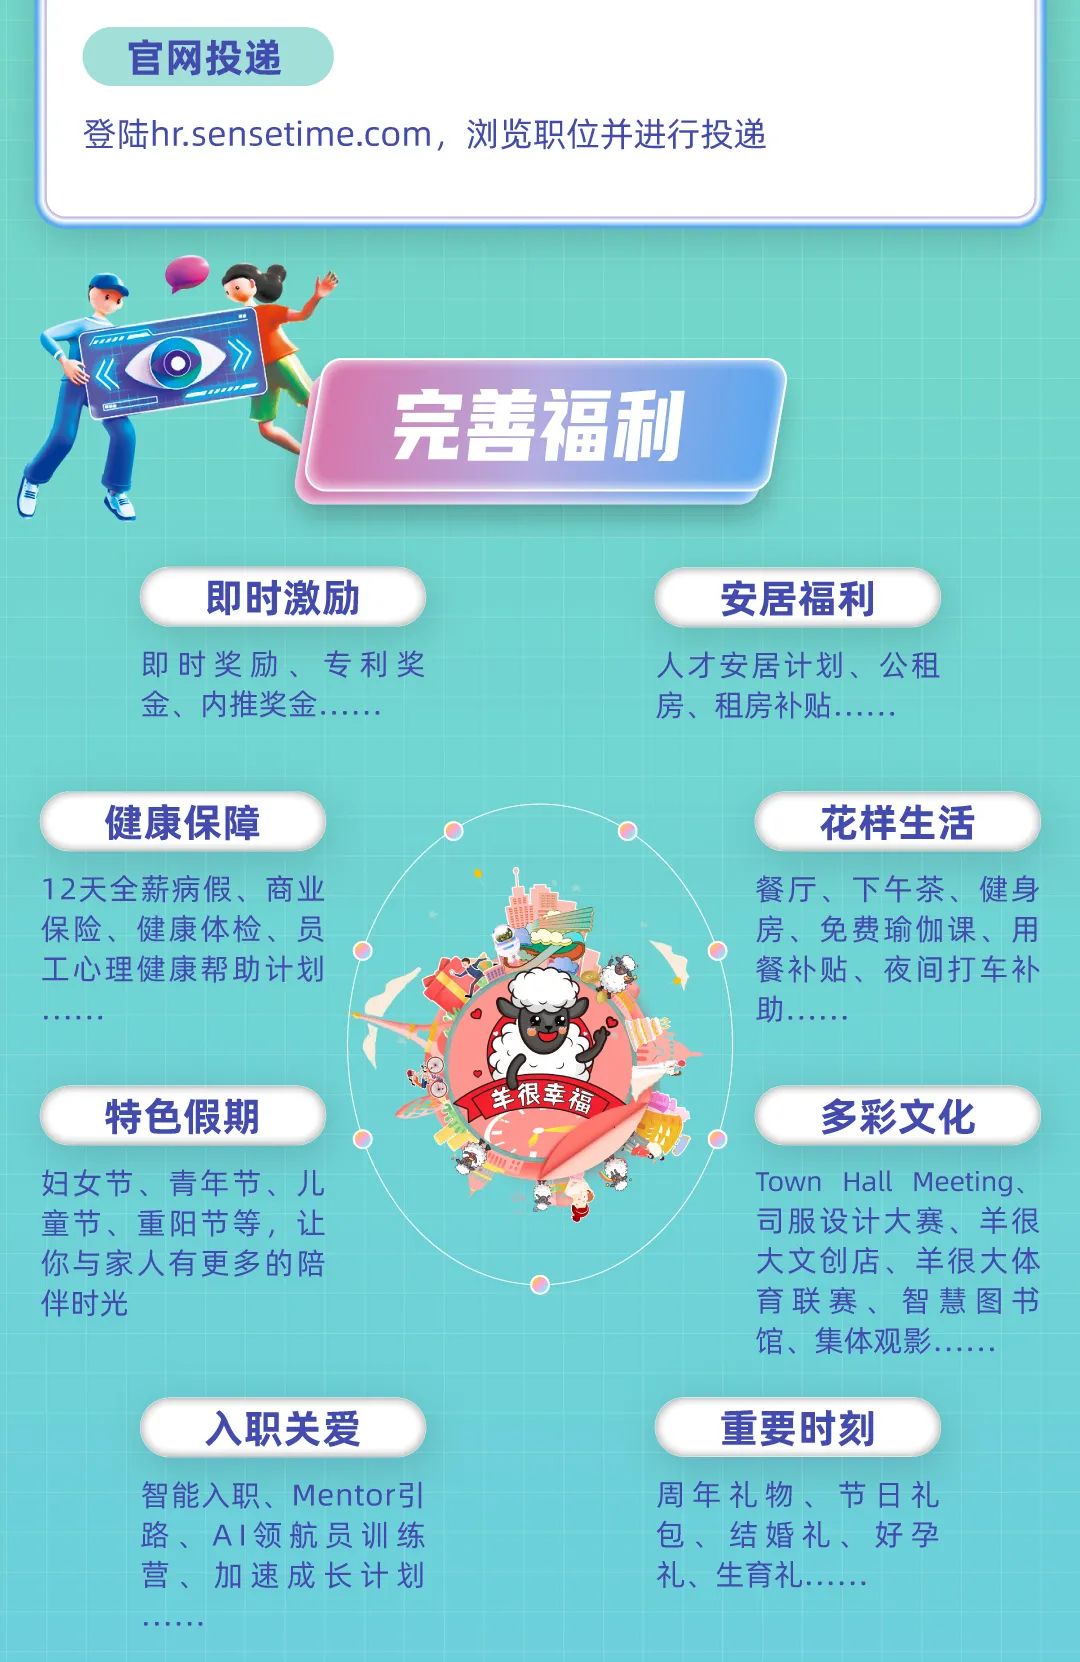 官网投递
登陆hr.sensetime.com，浏览职位并进行投递
完善福利
即时激励
即时奖励、专利奖
金、内推奖金……
安居福利
人才安居计划、公租
房、租房补贴……
健康保障
12天全薪病假、商业
保险、健康体检、员
工心理健康帮助计划
……
花样生活
餐厅、下午茶、健身
房、免费瑜伽课、用
餐补贴、夜间打车补
助……
羊很幸福
特色假期
妇女节、青年节、儿
童节、重阳节等，让
你与家人有更多的陪
伴时光
多彩文化
Town Hall Meeting、
司服设计大赛、羊很
大文创店、羊很大体
育联赛、智慧图书
馆、集体观影……
入职关爱
智能入职、Mentor引
路、AI领航员训练
营、加速成长计划
……
重要时刻
周年礼物、节日礼
包、结婚礼、好孕
礼、生育礼……